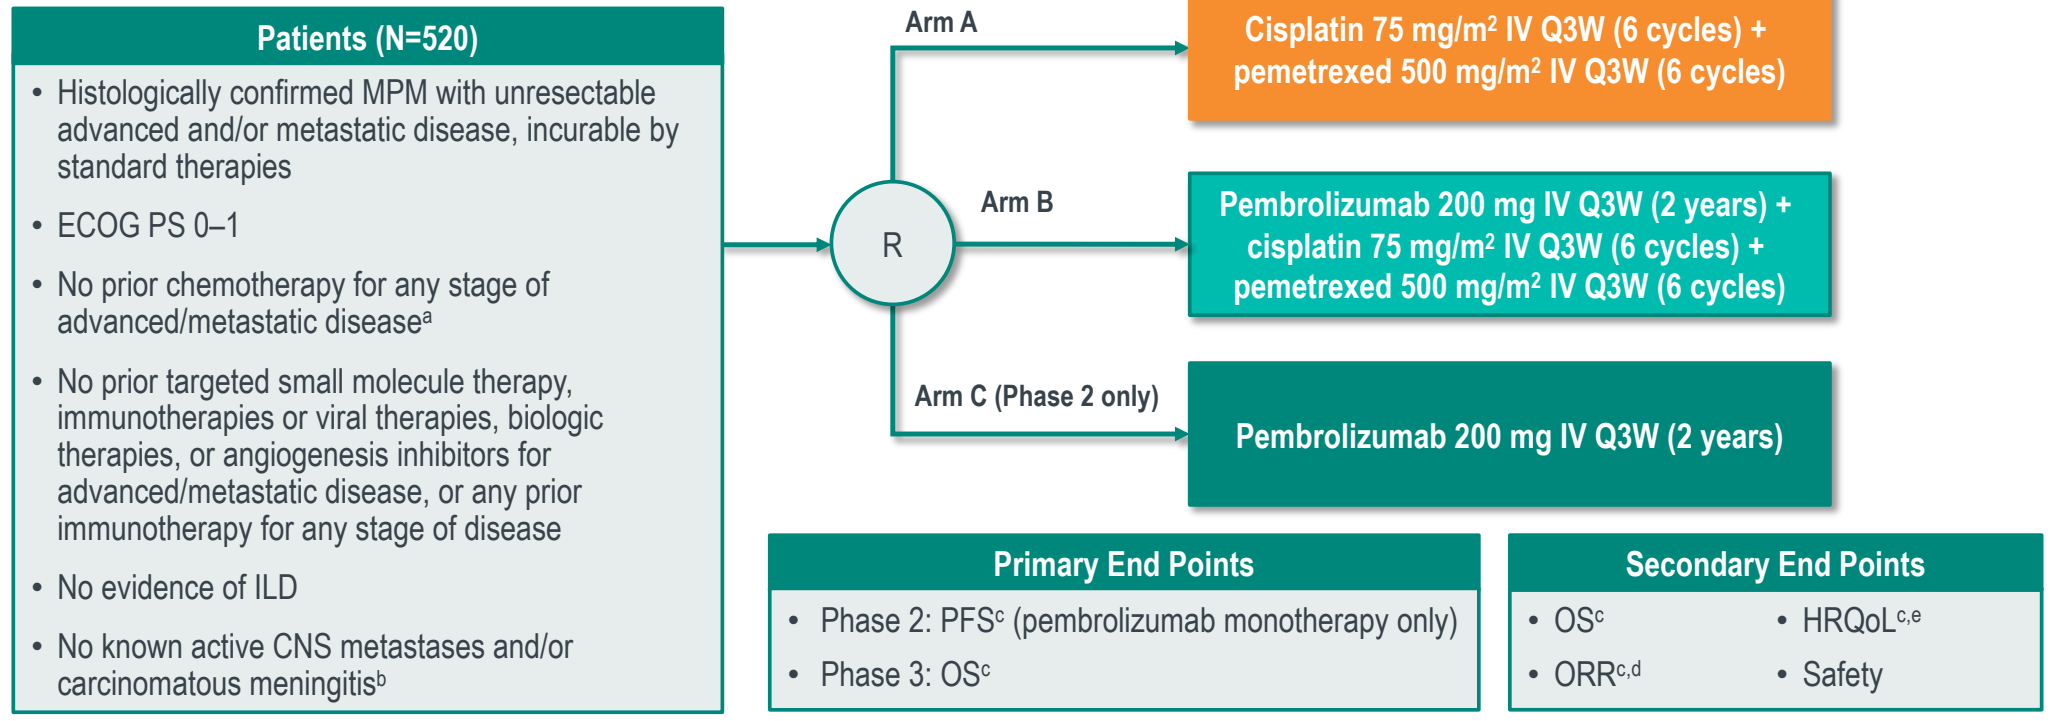 Patients (N=520)
• Histologically confirmed MPM with unresectable
advanced and/or metastatic disease, incurable by
standard therapies
• ECOG PS 0–1
• No prior chemotherapy for any stage of
advanced/metastatic diseaseᵃ
• No prior targeted small molecule therapy,
immunotherapies or viral therapies, biologic
therapies, or angiogenesis inhibitors for
advanced/metastatic disease, or any prior
immunotherapy for any stage of disease
• No evidence of ILD
• No known active CNS metastases and/or
carcinomatous meningitisᵇ
R
Arm A
Cisplatin 75 mg/m² IV Q3W (6 cycles) +
pemetrexed 500 mg/m² IV Q3W (6 cycles)
Arm B
Pembrolizumab 200 mg IV Q3W (2 years) +
cisplatin 75 mg/m² IV Q3W (6 cycles) +
pemetrexed 500 mg/m² IV Q3W (6 cycles)
Arm C (Phase 2 only)
Pembrolizumab 200 mg IV Q3W (2 years)
Primary End Points
• Phase 2: PFSᶜ (pembrolizumab monotherapy only)
• Phase 3: OSᶜ
Secondary End Points
• OSᶜ
• ORRᶜ,ᵈ
• HRQoLᶜ,ᵉ
• Safety